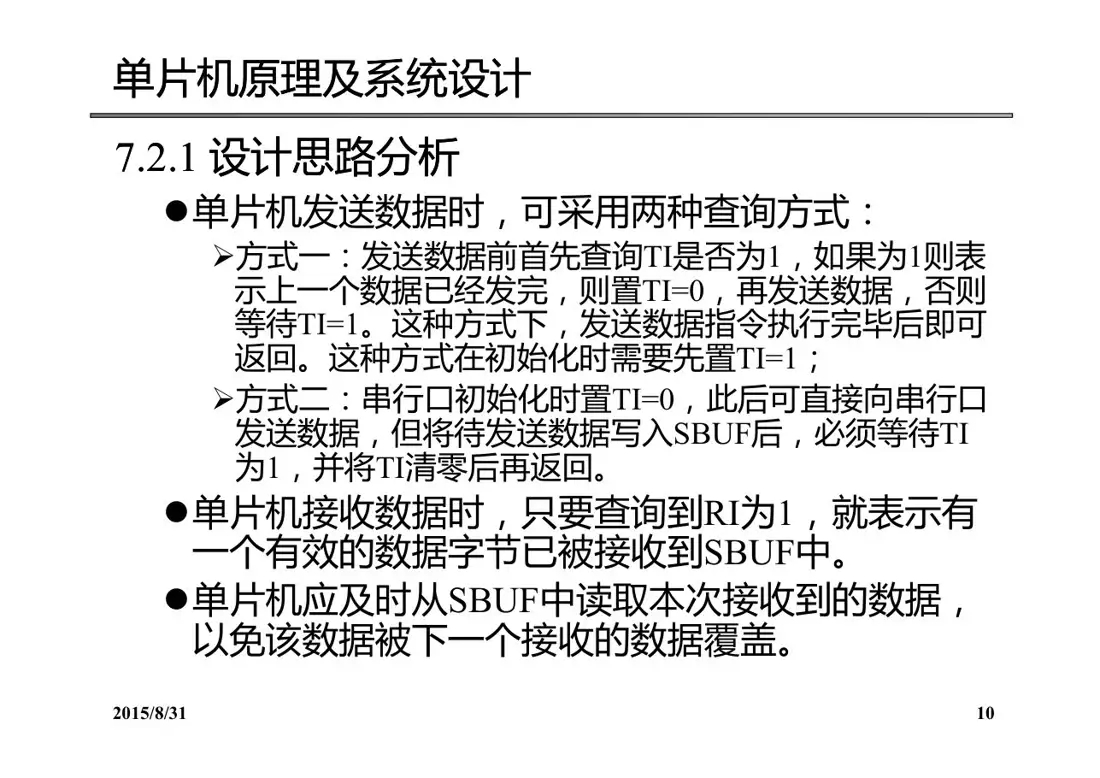 单片机原理及系统设计
7.2.1 设计思路分析
●单片机发送数据时，可采用两种查询方式：
➢方式一：发送数据前首先查询TI是否为1，如果为1则表
示上一个数据已经发完，则置TI=0，再发送数据，否则
等待TI=1。这种方式下，发送数据指令执行完毕后即可
返回。这种方式在初始化时需要先置TI=1；
➢方式二：串行口初始化时置TI=0，此后可直接向串行口
发送数据，但将待发送数据写入SBUF后，必须等待TI
为1，并将TI清零后再返回。
●单片机接收数据时，只要查询到RI为1，就表示有
一个有效的数据字节已被接收到SBUF中。
●单片机应及时从SBUF中读取本次接收到的数据，
以免该数据被下一个接收的数据覆盖。
2015/8/31
10